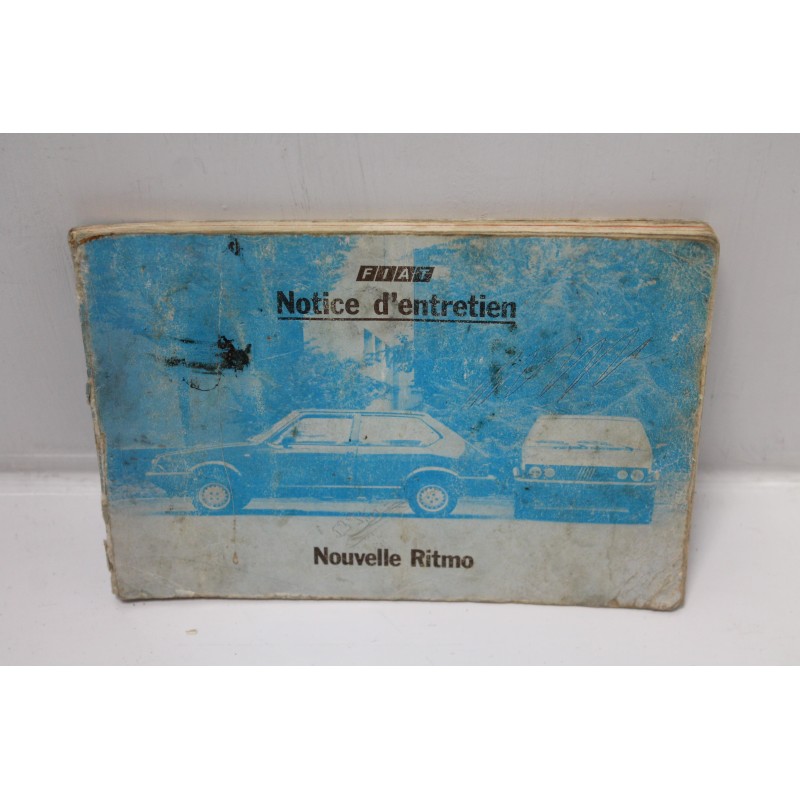 FIAT
Notice d'entretien
Nouvelle Ritmo